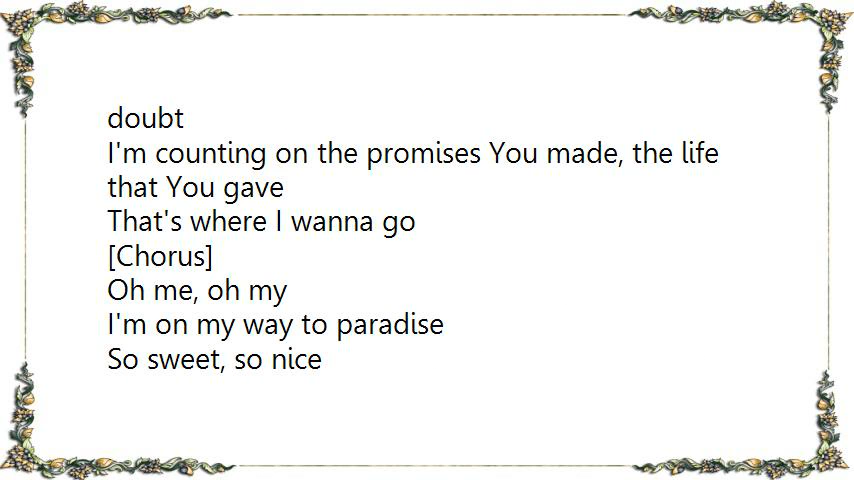 doubt
I'm counting on the promises You made, the life
that You gave
That's where I wanna go
[Chorus]
Oh me, oh my
I'm on my way to paradise
So sweet, so nice